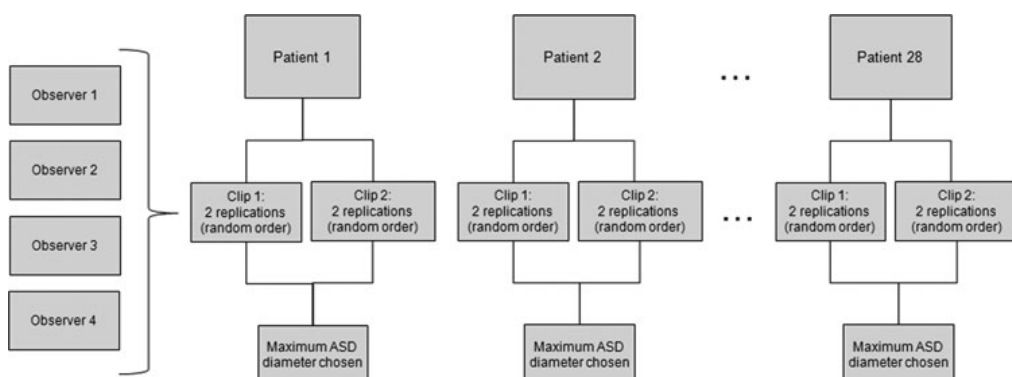 Observer 1
Observer 2
Observer 3
Observer 4
Patient 1
Clip 1:
2 replications
(random order)
Clip 2:
2 replications
(random order)
Maximum ASD
diameter chosen
Patient 2
Clip 1:
2 replications
(random order)
Clip 2:
2 replications
(random order)
Maximum ASD
diameter chosen
...
...
Patient 28
Clip 1:
2 replications
(random order)
Clip 2:
2 replications
(random order)
Maximum ASD
diameter chosen